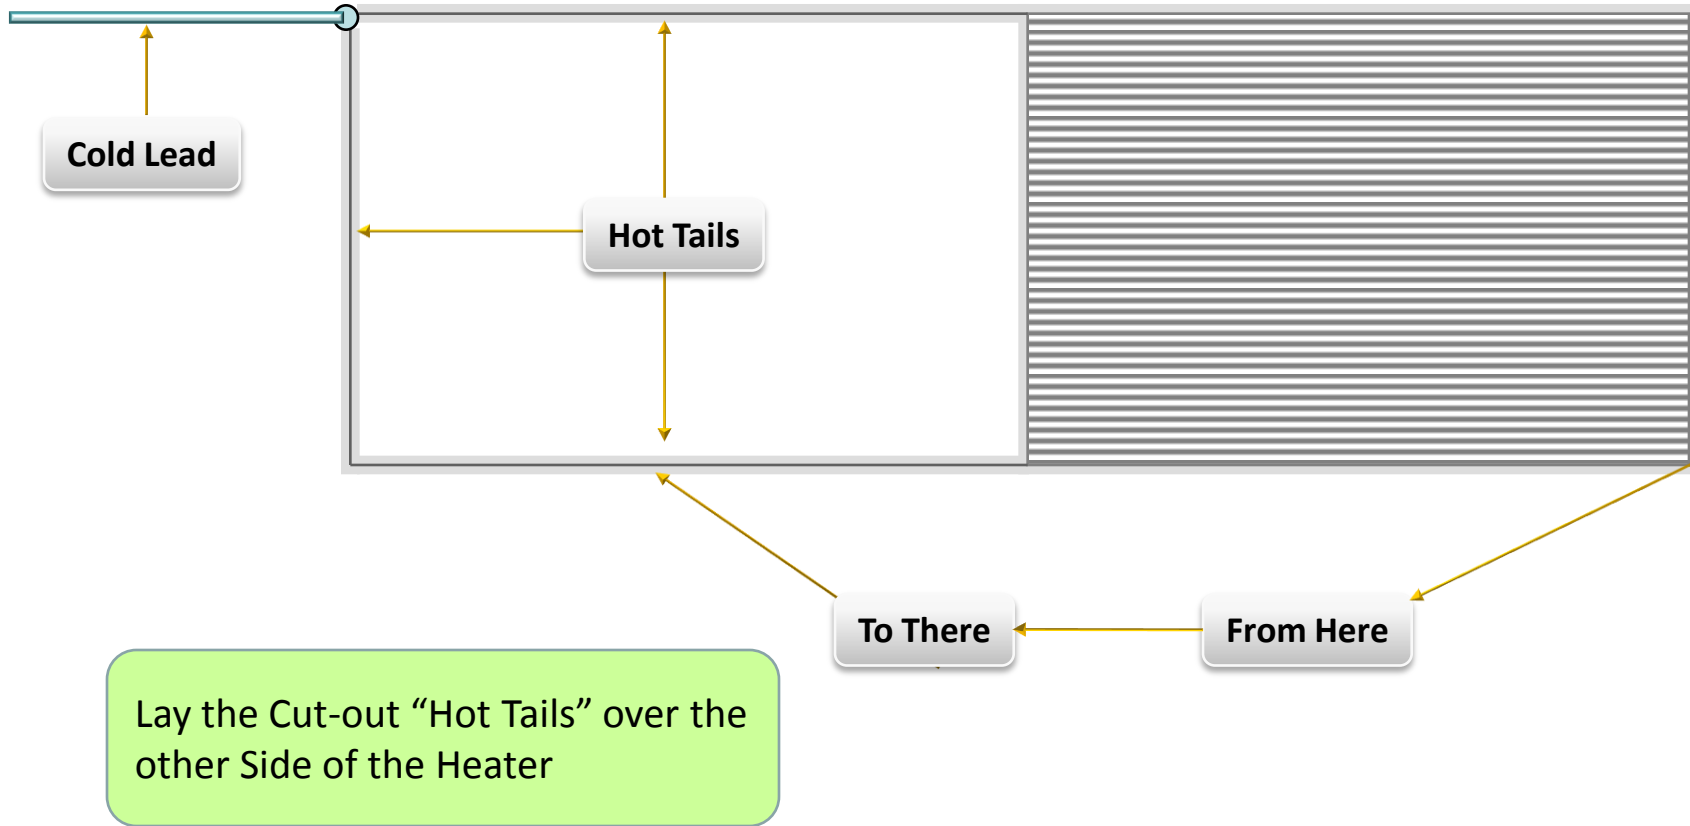 Cold Lead
Hot Tails
To There
From Here
Lay the Cut-out “Hot Tails” over the
other Side of the Heater